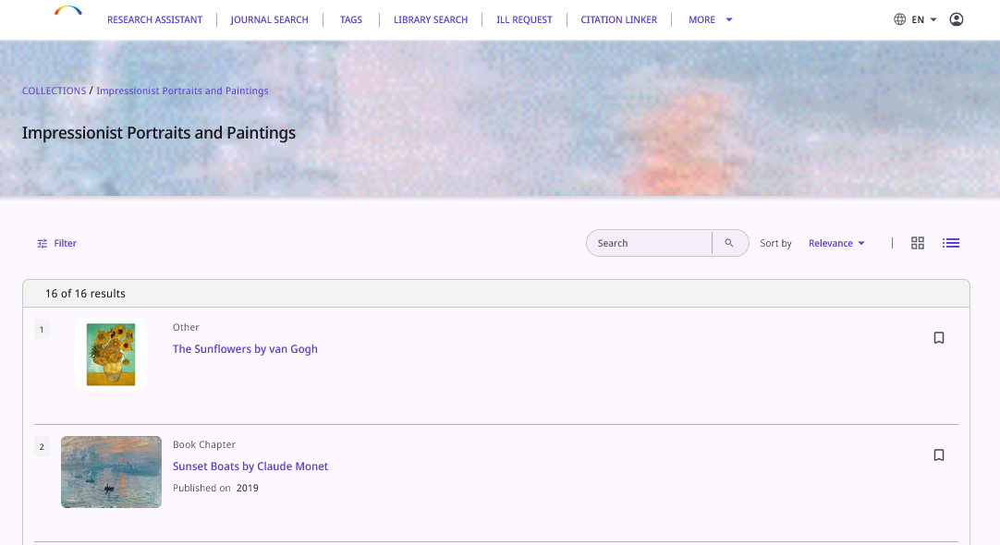 RESEARCH ASSISTANT JOURNAL SEARCH TAGS LIBRARY SEARCH ILL REQUEST CITATION LINKER MORE EN
COLLECTIONS / Impressionist Portraits and Paintings
Impressionist Portraits and Paintings
Filter Search Sort by Relevance
16 of 16 results
1 Other
The Sunflowers by van Gogh
2 Book Chapter
Sunset Boats by Claude Monet
Published on 2019